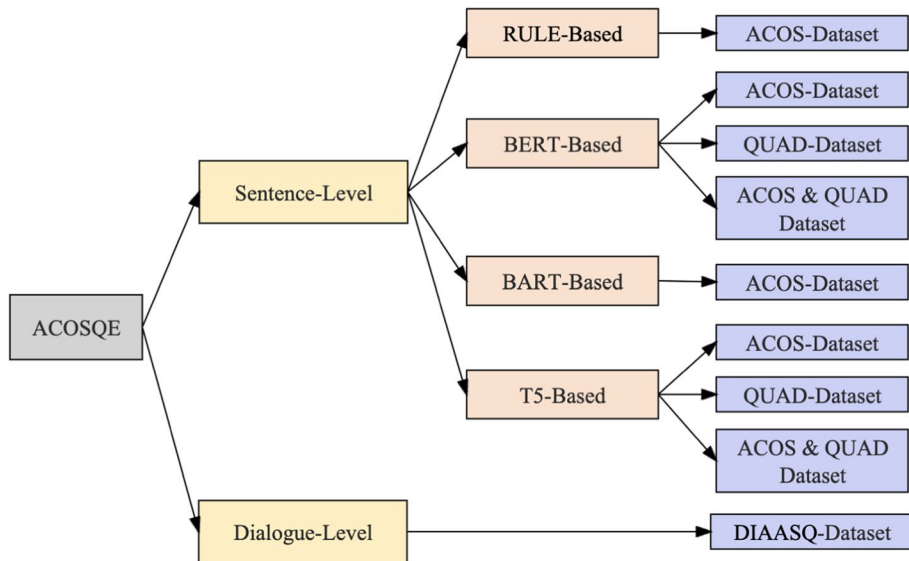 ACOSQE
Sentence-Level
Dialogue-Level
RULE-Based
BERT-Based
BART-Based
T5-Based
ACOS-Dataset
ACOS-Dataset
QUAD-Dataset
ACOS & QUAD
Dataset
ACOS-Dataset
ACOS-Dataset
QUAD-Dataset
ACOS & QUAD
Dataset
DIAASQ-Dataset